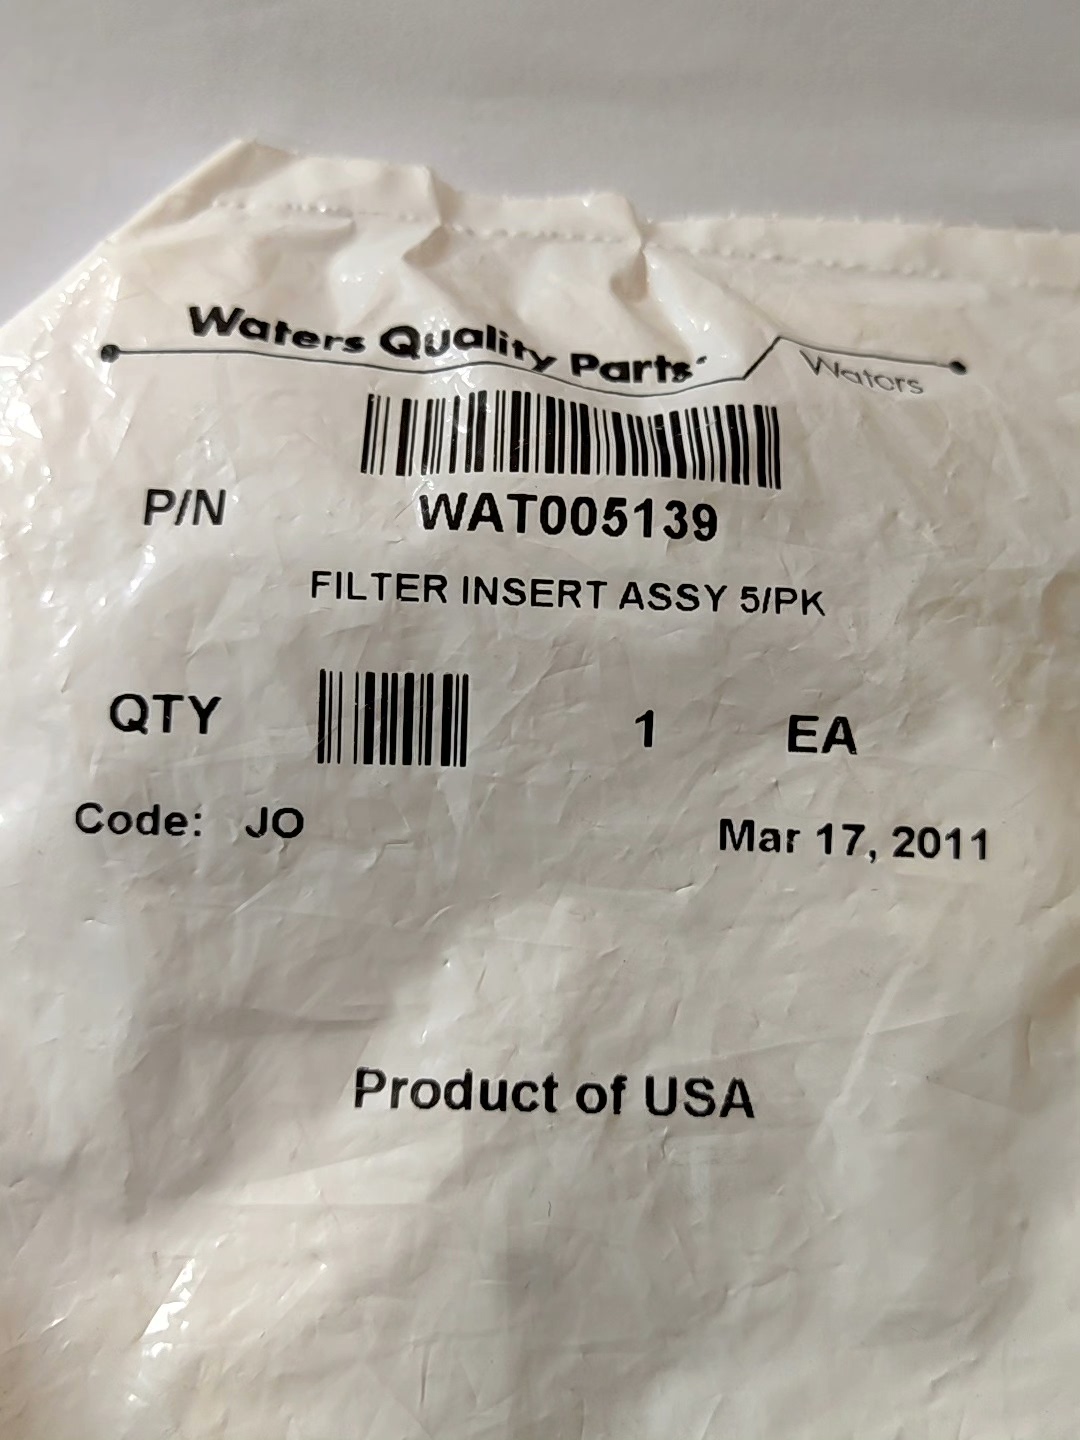 Waters Quality Parts
Waters
P/N WAT005139
FILTER INSERT ASSY 5/PK
QTY 1 EA
Code: JO Mar 17, 2011
Product of USA